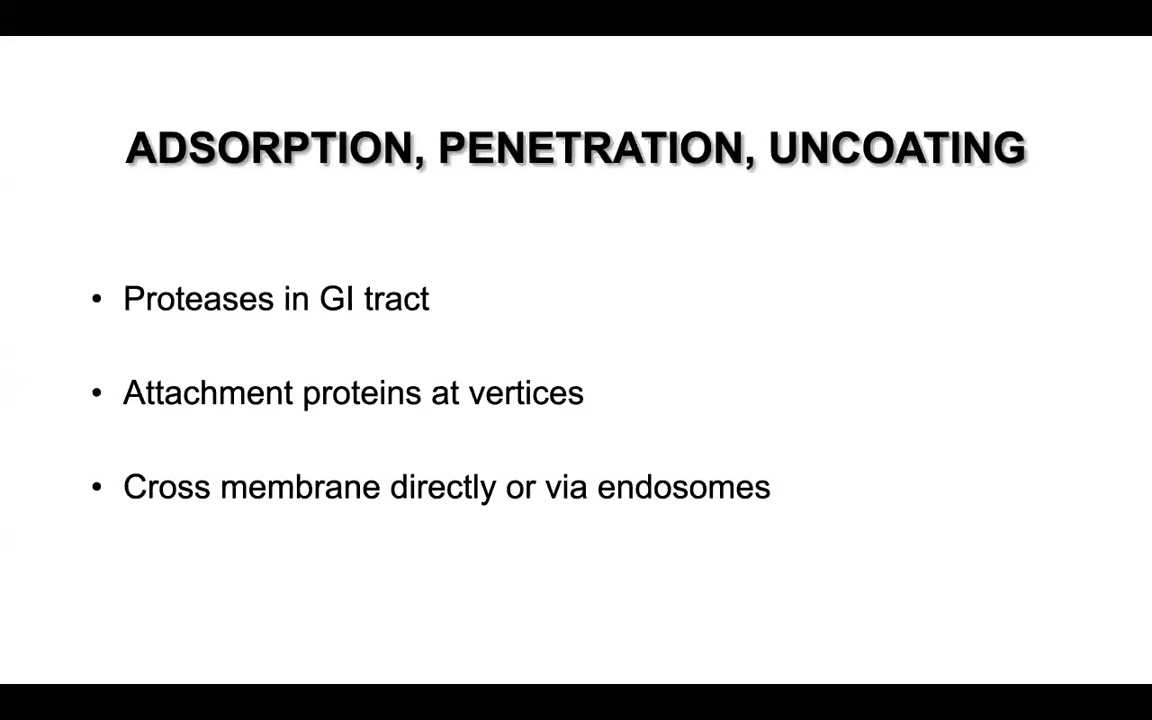 ADSORPTION, PENETRATION, UNCOATING
• Proteases in GI tract
• Attachment proteins at vertices
• Cross membrane directly or via endosomes